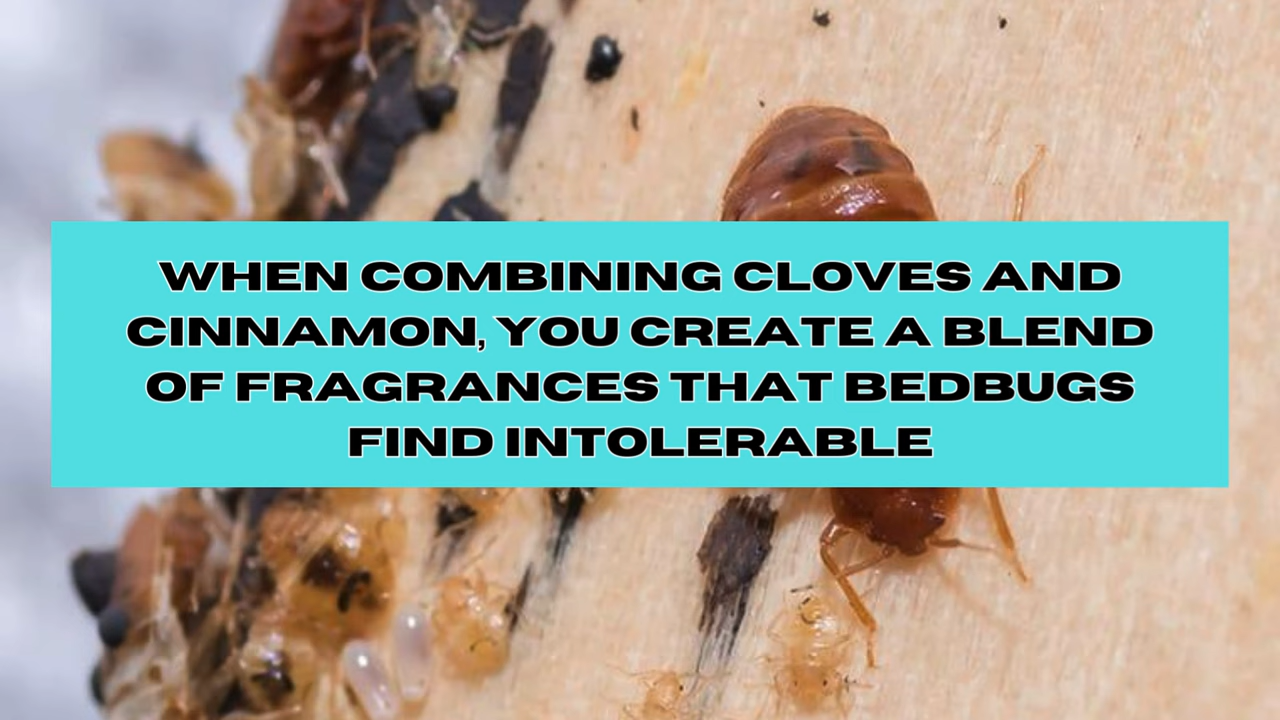 WHEN COMBINING CLOVES AND
CINNAMON, YOU CREATE A BLEND
OF FRAGRANCES THAT BEDBUGS
FIND INTOLERABLE